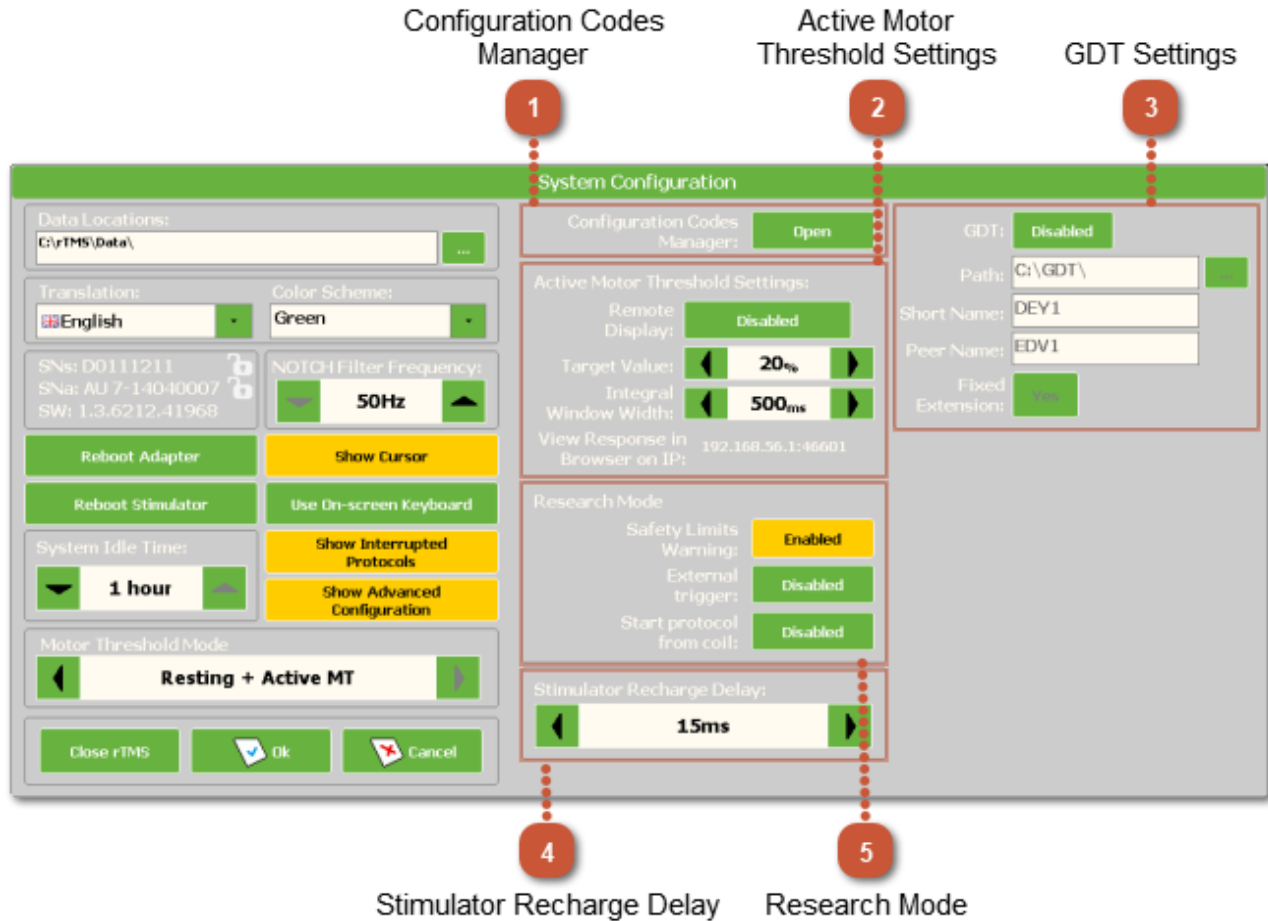 Configuration Codes
Manager
Active Motor
Threshold Settings
GDT Settings
1
2
3
System Configuration
Data Locations:
C:\rTMS\Data\
...
Translation:
English
Color Scheme:
Green
SNs: D0111211
SNa: AU 7-14040007
SW: 1.3.6212.41968
NOTCH Filter Frequency:
50Hz
Reboot Adapter
Show Cursor
Reboot Stimulator
Use On-screen Keyboard
System Idle Time:
1 hour
Show Interrupted
Protocols
Show Advanced
Configuration
Motor Threshold Mode
Resting + Active MT
Close rTMS
Ok
Cancel
Configuration Codes
Manager:
Open
Active Motor Threshold Settings:
Remote
Display:
Disabled
Target Value:
20%
Integral
Window Width:
500ms
View Response in
Browser on IP:
192.168.56.1:46601
Research Mode
Safety Limits
Warning:
Enabled
External
trigger:
Disabled
Start protocol
from coil:
Disabled
Stimulator Recharge Delay:
15ms
GDT:
Disabled
Path:
C:\GDT\
...
Short Name:
DEY1
Peer Name:
EDV1
Fixed
Extension:
Yes
4
5
Stimulator Recharge Delay
Research Mode